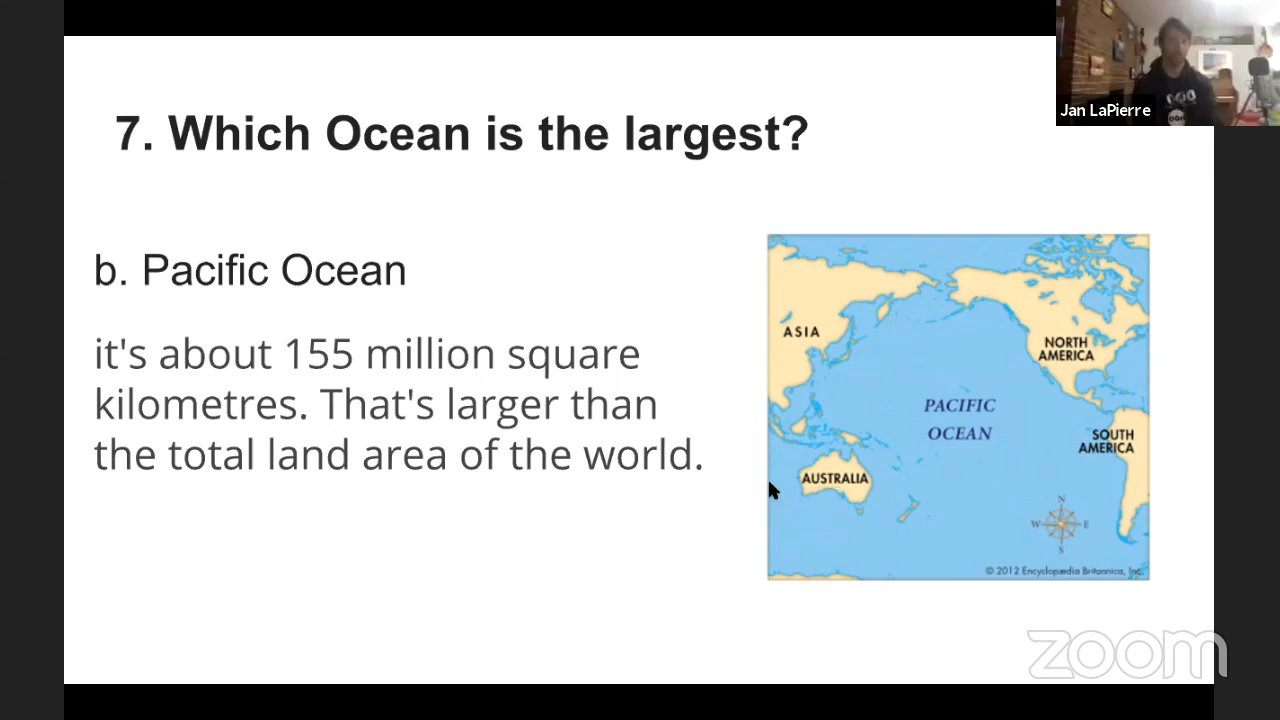 7. Which Ocean is the largest?
Jan LaPierre
b. Pacific Ocean
it's about 155 million square
kilometres. That's larger than
the total land area of the world.
ASIA
NORTH
AMERICA
PACIFIC
OCEAN
SOUTH
AMERICA
AUSTRALIA
N
W
E
S
© 2012 Encyclopædia Britannica, Inc.
zoom